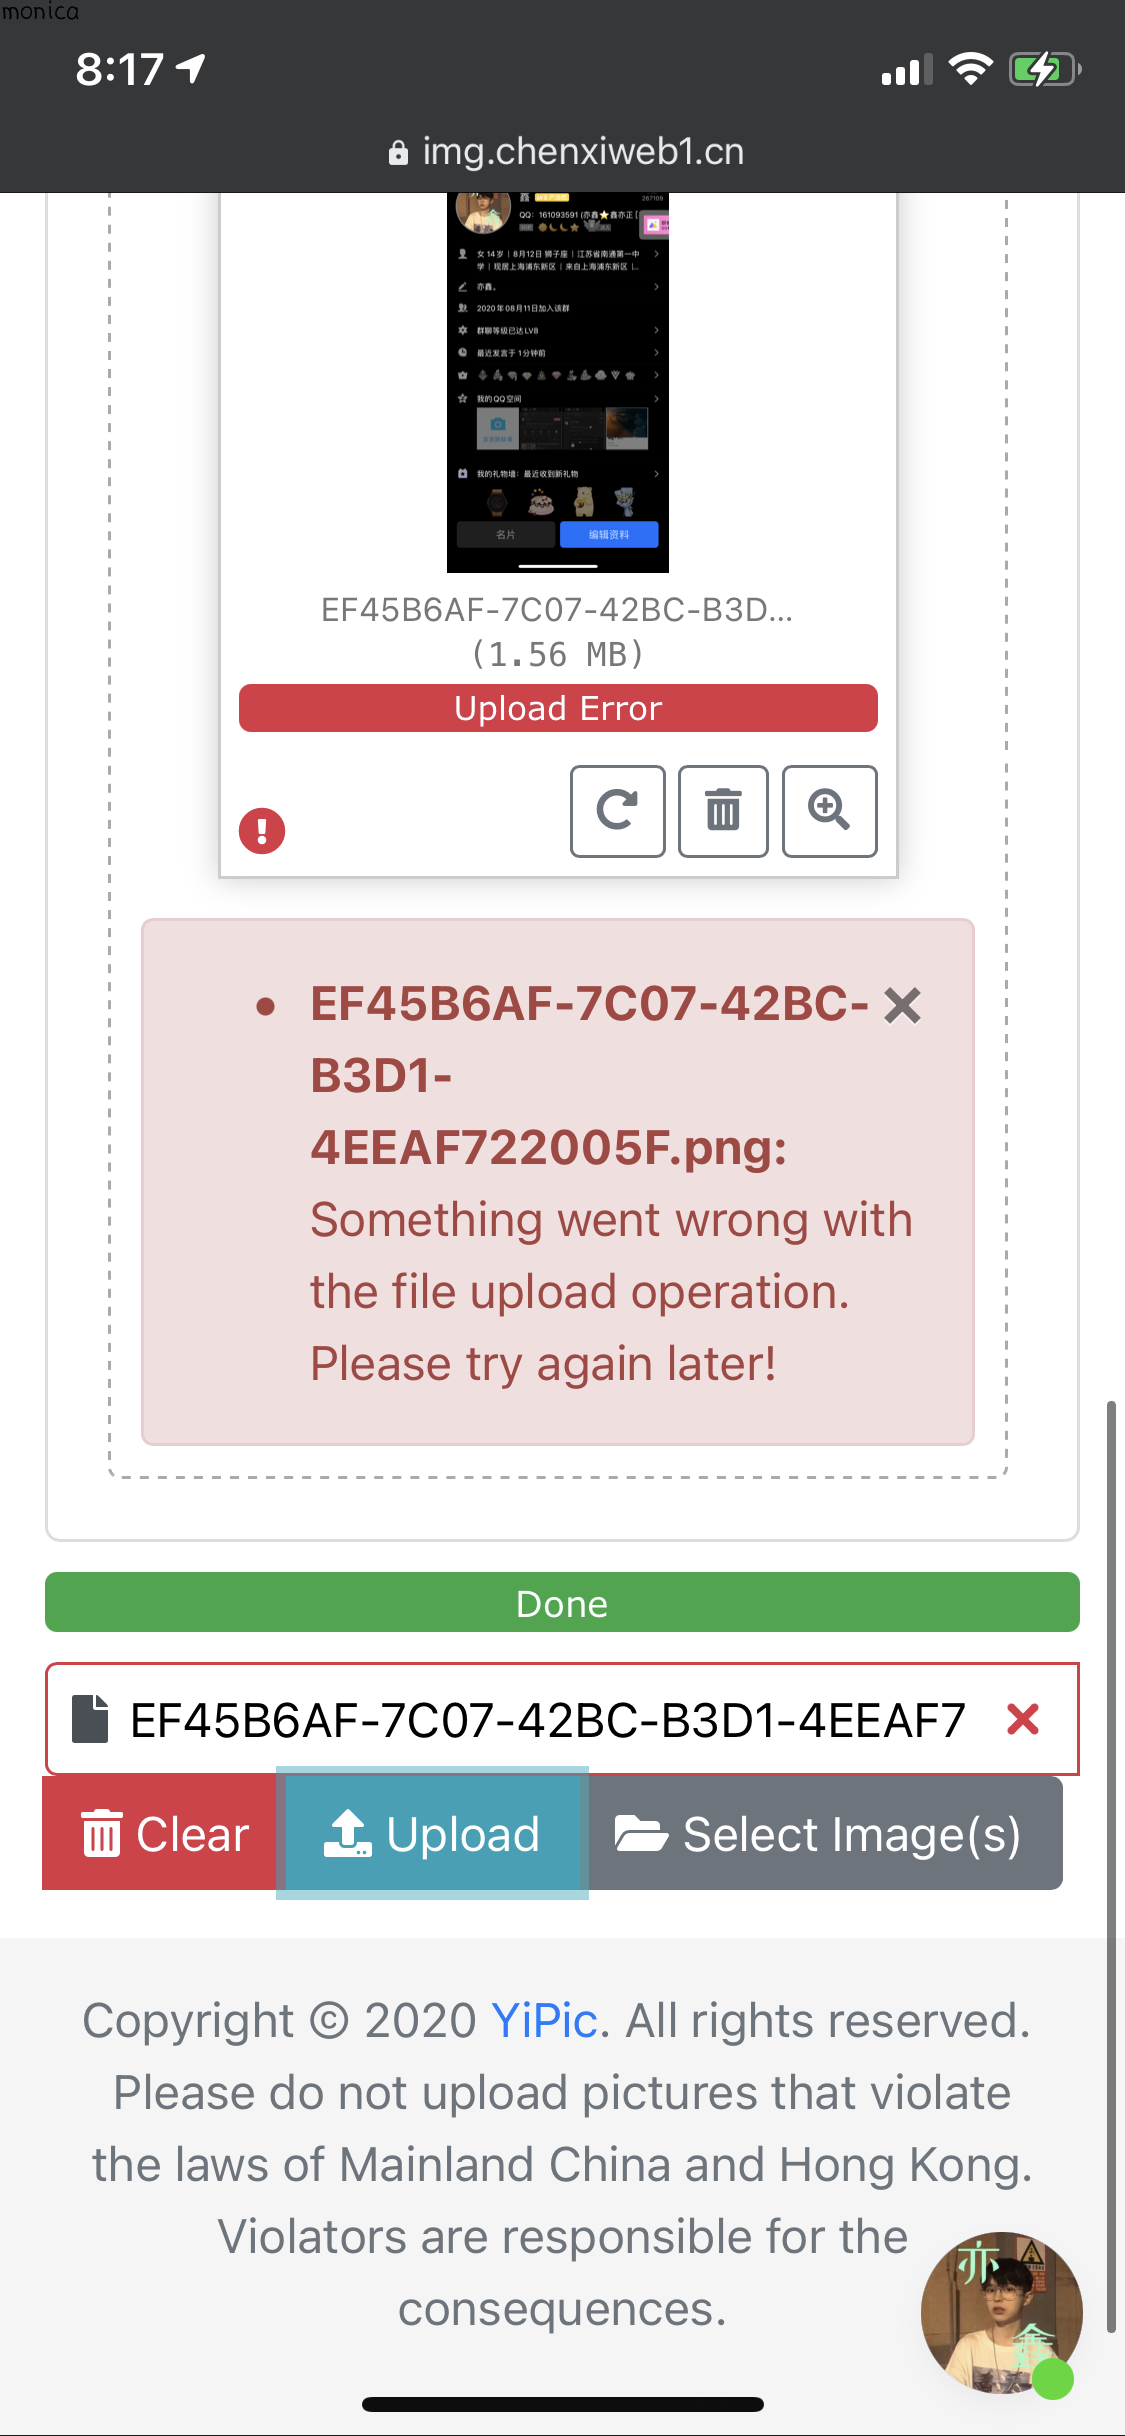 monica
8:17
img.chenxiweb1.cn
鑫
267109
QQ: 161093591 (亦鑫⭐鑫亦正 [
女 14岁 | 8月12日 狮子座 | 江苏省南通第一中
学 | 现居上海浦东新区 | 来自上海浦东新区 |...
亦鑫。
2020年08月11日加入该群
群聊等级已达LV8
最近发言于 1分钟前
我的QQ空间
我的礼物墙：最近收到新礼物
名片
编辑资料
EF45B6AF-7C07-42BC-B3D...
(1.56 MB)
Upload Error
EF45B6AF-7C07-42BC-
B3D1-
4EEAF722005F.png:
Something went wrong with
the file upload operation.
Please try again later!
Done
EF45B6AF-7C07-42BC-B3D1-4EEAF7
Clear
Upload
Select Image(s)
Copyright © 2020 YiPic. All rights reserved.
Please do not upload pictures that violate
the laws of Mainland China and Hong Kong.
Violators are responsible for the
consequences.
亦
鑫